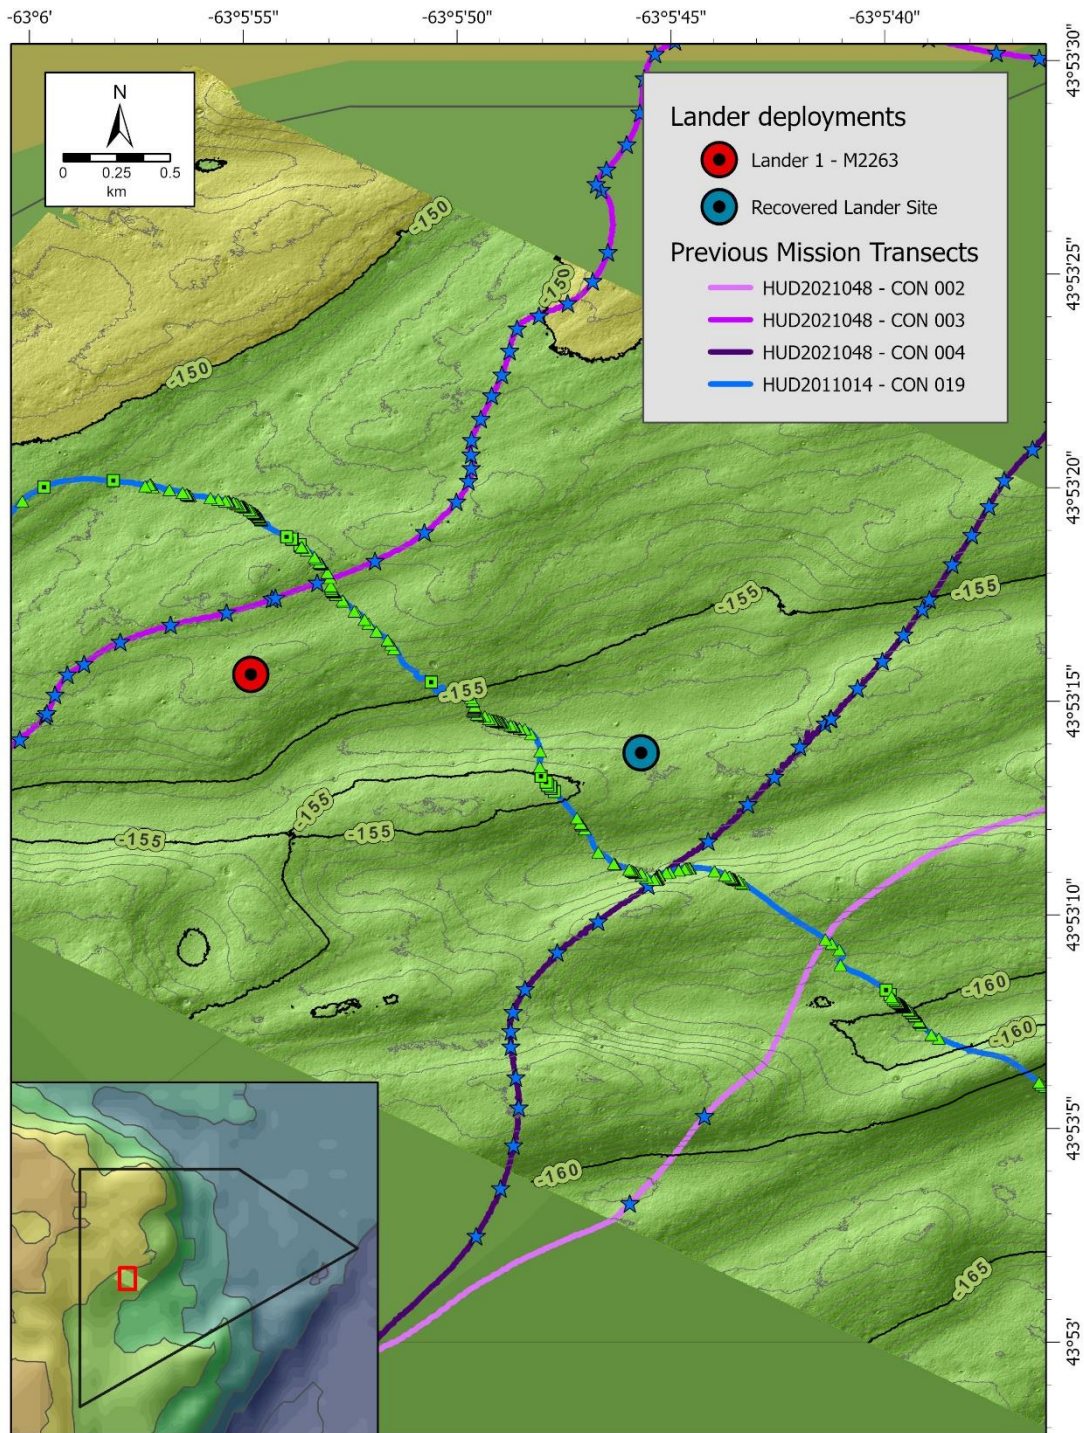 -63°6'
-63°5'55"
-63°5'50"
-63°5'45"
-63°5'40"
N
0
0.25
0.5
km
Lander deployments
Lander 1 - M2263
Recovered Lander Site
Previous Mission Transects
HUD2021048 - CON 002
HUD2021048 - CON 003
HUD2021048 - CON 004
HUD2011014 - CON 019
43°53'30"
43°53'25"
43°53'20"
43°53'15"
43°53'10"
43°53'5"
43°53'
-150
-150
-150
-155
-155
-155
-155
-155
-155
-160
-160
-160
-165